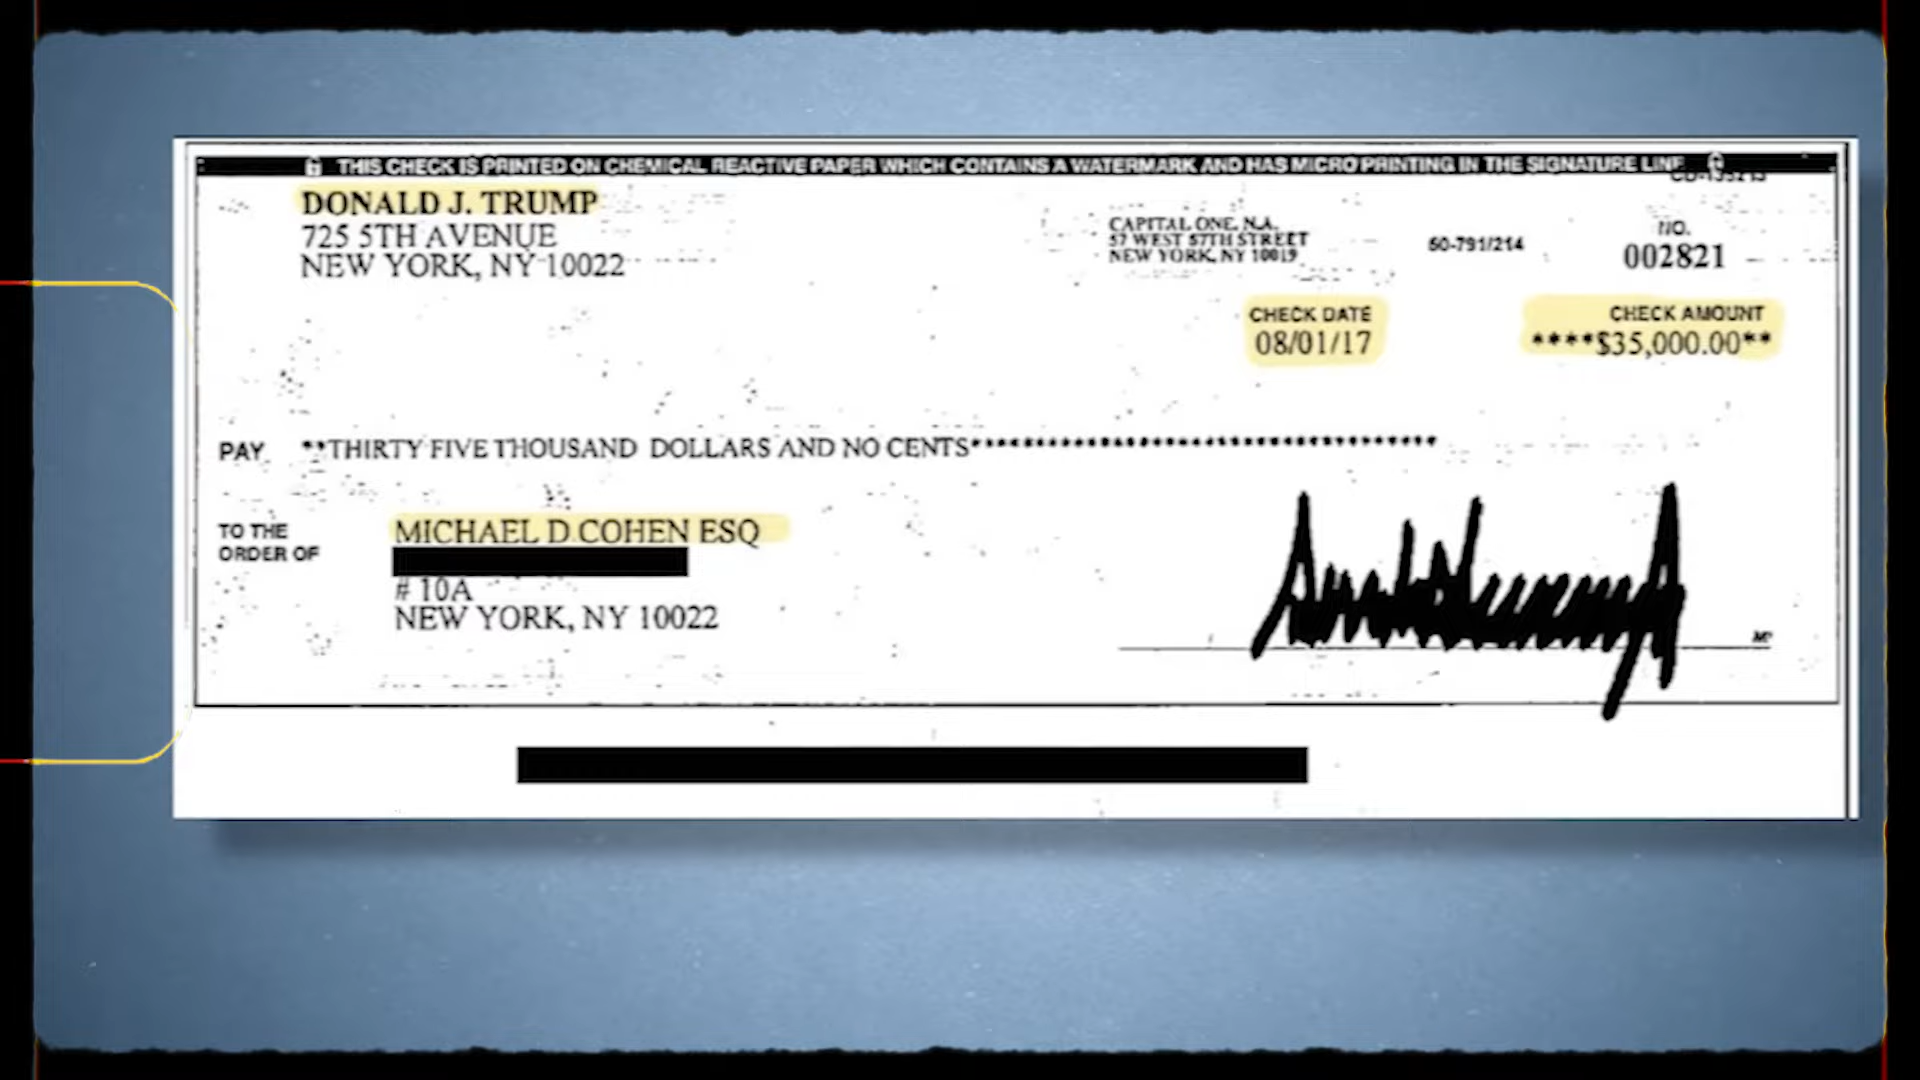 THIS CHECK IS PRINTED ON CHEMICAL REACTIVE PAPER WHICH CONTAINS A WATERMARK AND HAS MICRO PRINTING IN THE SIGNATURE LINE
DONALD J. TRUMP
725 5TH AVENUE
NEW YORK, NY 10022
CAPITAL ONE, N.A.
57 WEST 57TH STREET
NEW YORK, NY 10019
60-791/214
NO.
002821
CHECK DATE
08/01/17
CHECK AMOUNT
****$35,000.00**
PAY **THIRTY FIVE THOUSAND DOLLARS AND NO CENTS****************************************
TO THE
ORDER OF
MICHAEL D COHEN ESQ
# 10A
NEW YORK, NY 10022
MP